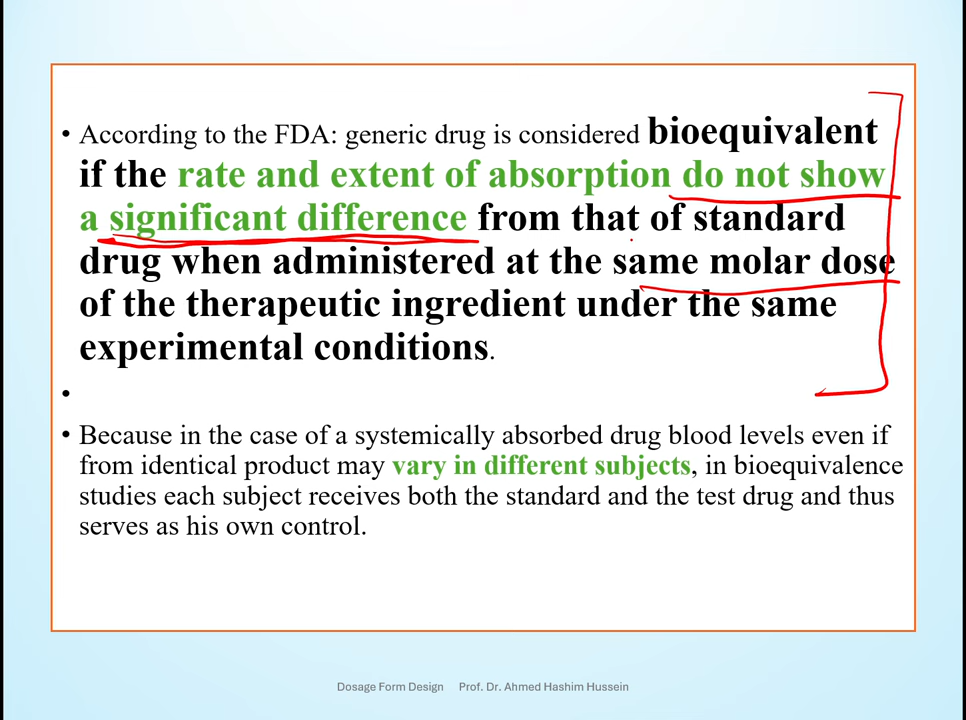 • According to the FDA: generic drug is considered bioequivalent
if the rate and extent of absorption do not show
a significant difference from that of standard
drug when administered at the same molar dose
of the therapeutic ingredient under the same
experimental conditions.
•
• Because in the case of a systemically absorbed drug blood levels even if
from identical product may vary in different subjects, in bioequivalence
studies each subject receives both the standard and the test drug and thus
serves as his own control.
Dosage Form Design Prof. Dr. Ahmed Hashim Hussein